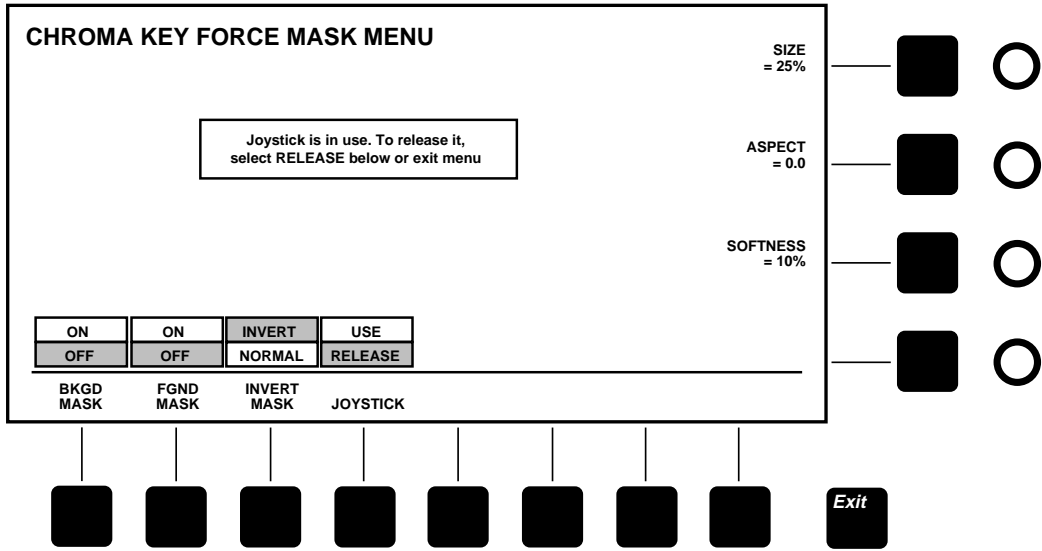 CHROMA KEY FORCE MASK MENU
SIZE
= 25%
Joystick is in use. To release it,
select RELEASE below or exit menu
ASPECT
= 0.0
SOFTNESS
= 10%
ON ON INVERT USE
OFF OFF NORMAL RELEASE
BKGD FGND INVERT
MASK MASK MASK JOYSTICK
Exit